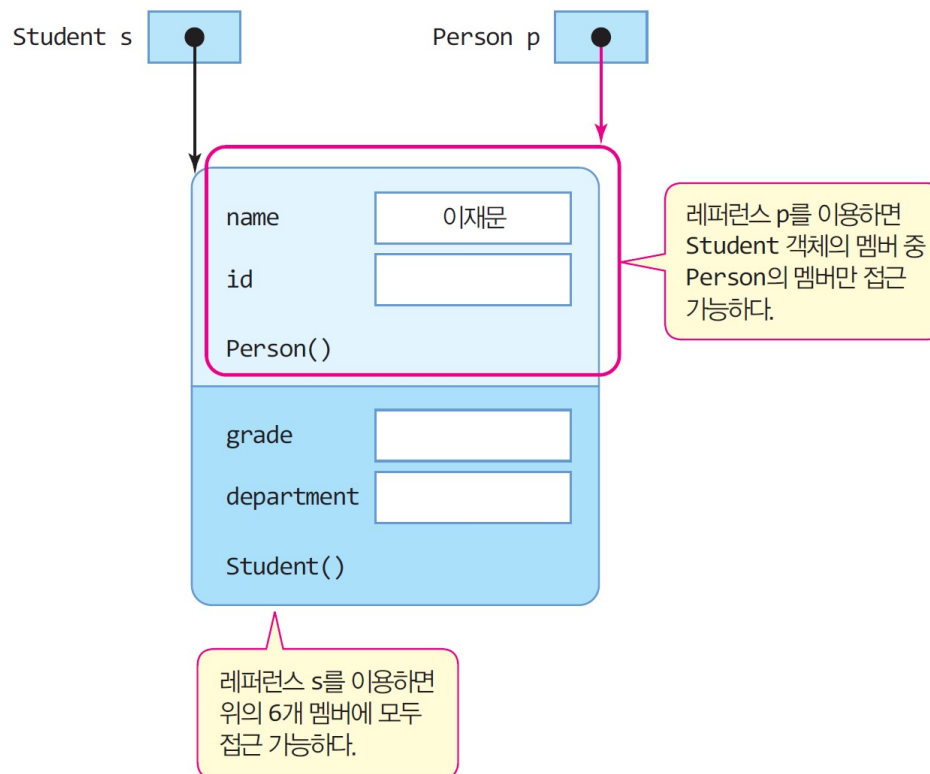 Student s
Person p
name
이재문
id
Person()
레퍼런스 p를 이용하면
Student 객체의 멤버 중
Person의 멤버만 접근
가능하다.
grade
department
Student()
레퍼런스 s를 이용하면
위의 6개 멤버에 모두
접근 가능하다.